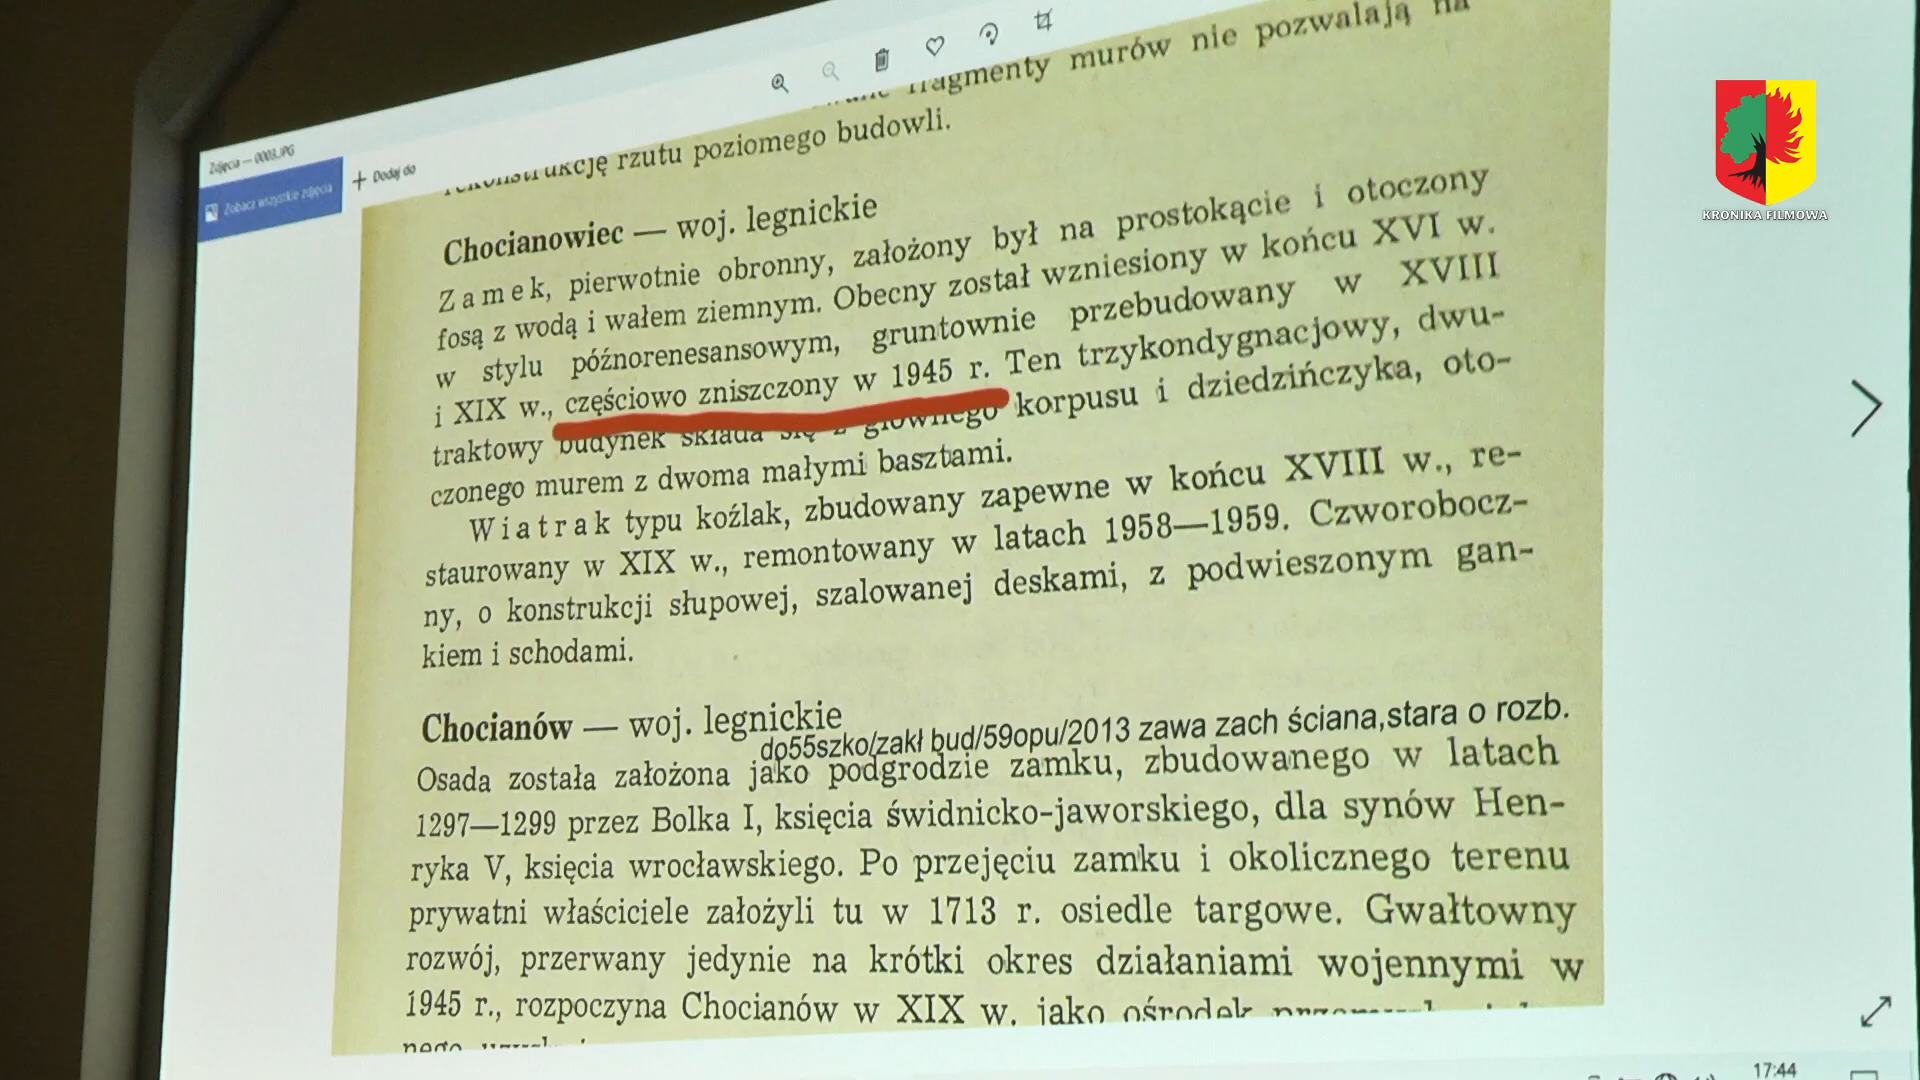 Zdjęcia — 0003.JPG
Zobacz wszystkie zdjęcia
Dodaj do
KRONIKA FILMOWA
fragmenty murów nie pozwalają na
rekonstrukcję rzutu poziomego budowli.
Chocianowiec — woj. legnickie
Zamek, pierwotnie obronny, założony był na prostokącie i otoczony
fosą z wodą i wałem ziemnym. Obecny został wzniesiony w końcu XVI w.
w stylu późnorenesansowym, gruntownie przebudowany w XVIII
i XIX w., częściowo zniszczony w 1945 r. Ten trzykondygnacjowy, dwu-
traktowy budynek składa się z głównego korpusu i dziedzińczyka, oto-
czonego murem z dwoma małymi basztami.
Wiatrak typu koźlak, zbudowany zapewne w końcu XVIII w., re-
staurowany w XIX w., remontowany w latach 1958—1959. Czworobocz-
ny, o konstrukcji słupowej, szalowanej deskami, z podwieszonym gan-
kiem i schodami.
Chocianów — woj. legnickie
do55szko/zakł bud/59opu/2013 zawa zach ściana,stara o rozb.
Osada została założona jako podgrodzie zamku, zbudowanego w latach
1297—1299 przez Bolka I, księcia świdnicko-jaworskiego, dla synów Hen-
ryka V, księcia wrocławskiego. Po przejęciu zamku i okolicznego terenu
prywatni właściciele założyli tu w 1713 r. osiedle targowe. Gwałtowny
rozwój, przerwany jedynie na krótki okres działaniami wojennymi w
1945 r., rozpoczyna Chocianów w XIX w. jako ośrodek
17:44